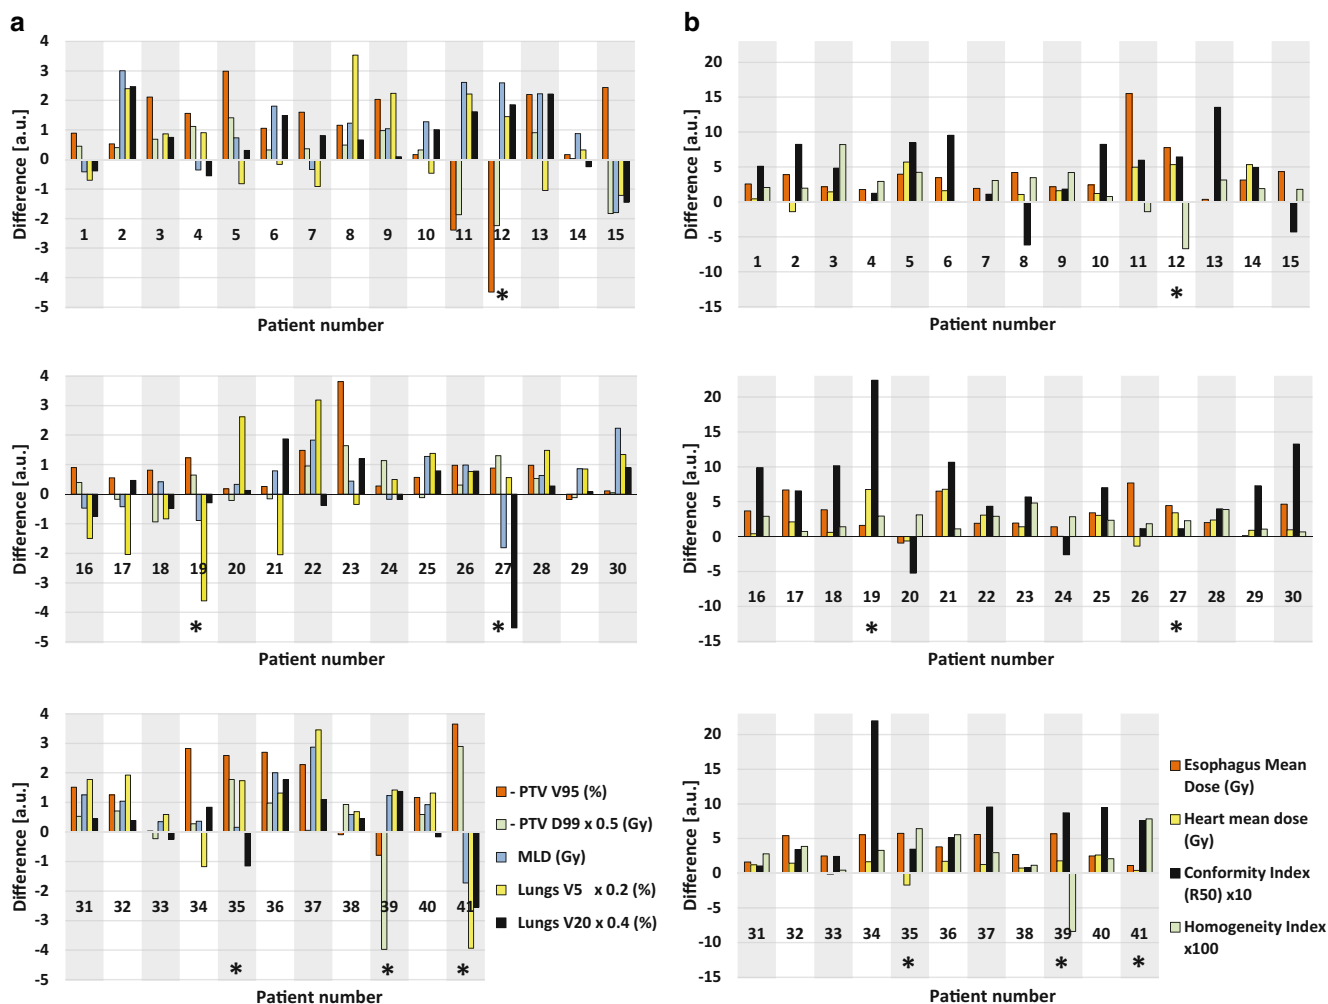 a
4
3
2
1
0
-1
-2
-3
-4
-5
Difference [a.u.]
1 2 3 4 5 6 7 8 9 10 11 12 13 14 15
*
Patient number
4
3
2
1
0
-1
-2
-3
-4
-5
Difference [a.u.]
16 17 18 19 20 21 22 23 24 25 26 27 28 29 30
* *
Patient number
4
3
2
1
0
-1
-2
-3
-4
-5
Difference [a.u.]
31 32 33 34 35 36 37 38 39 40 41
* * *
Patient number
- PTV V95 (%)
- PTV D99 x 0.5 (Gy)
MLD (Gy)
Lungs V5 x 0.2 (%)
Lungs V20 x 0.4 (%)
b
20
15
10
5
0
-5
-10
-15
Difference [a.u.]
1 2 3 4 5 6 7 8 9 10 11 12 13 14 15
*
Patient number
20
15
10
5
0
-5
-10
-15
Difference [a.u.]
16 17 18 19 20 21 22 23 24 25 26 27 28 29 30
* *
Patient number
20
15
10
5
0
-5
-10
-15
Difference [a.u.]
31 32 33 34 35 36 37 38 39 40 41
* * *
Patient number
Esophagus Mean
Dose (Gy)
Heart mean dose
(Gy)
Conformity Index
(R50) x10
Homogeneity Index
x100